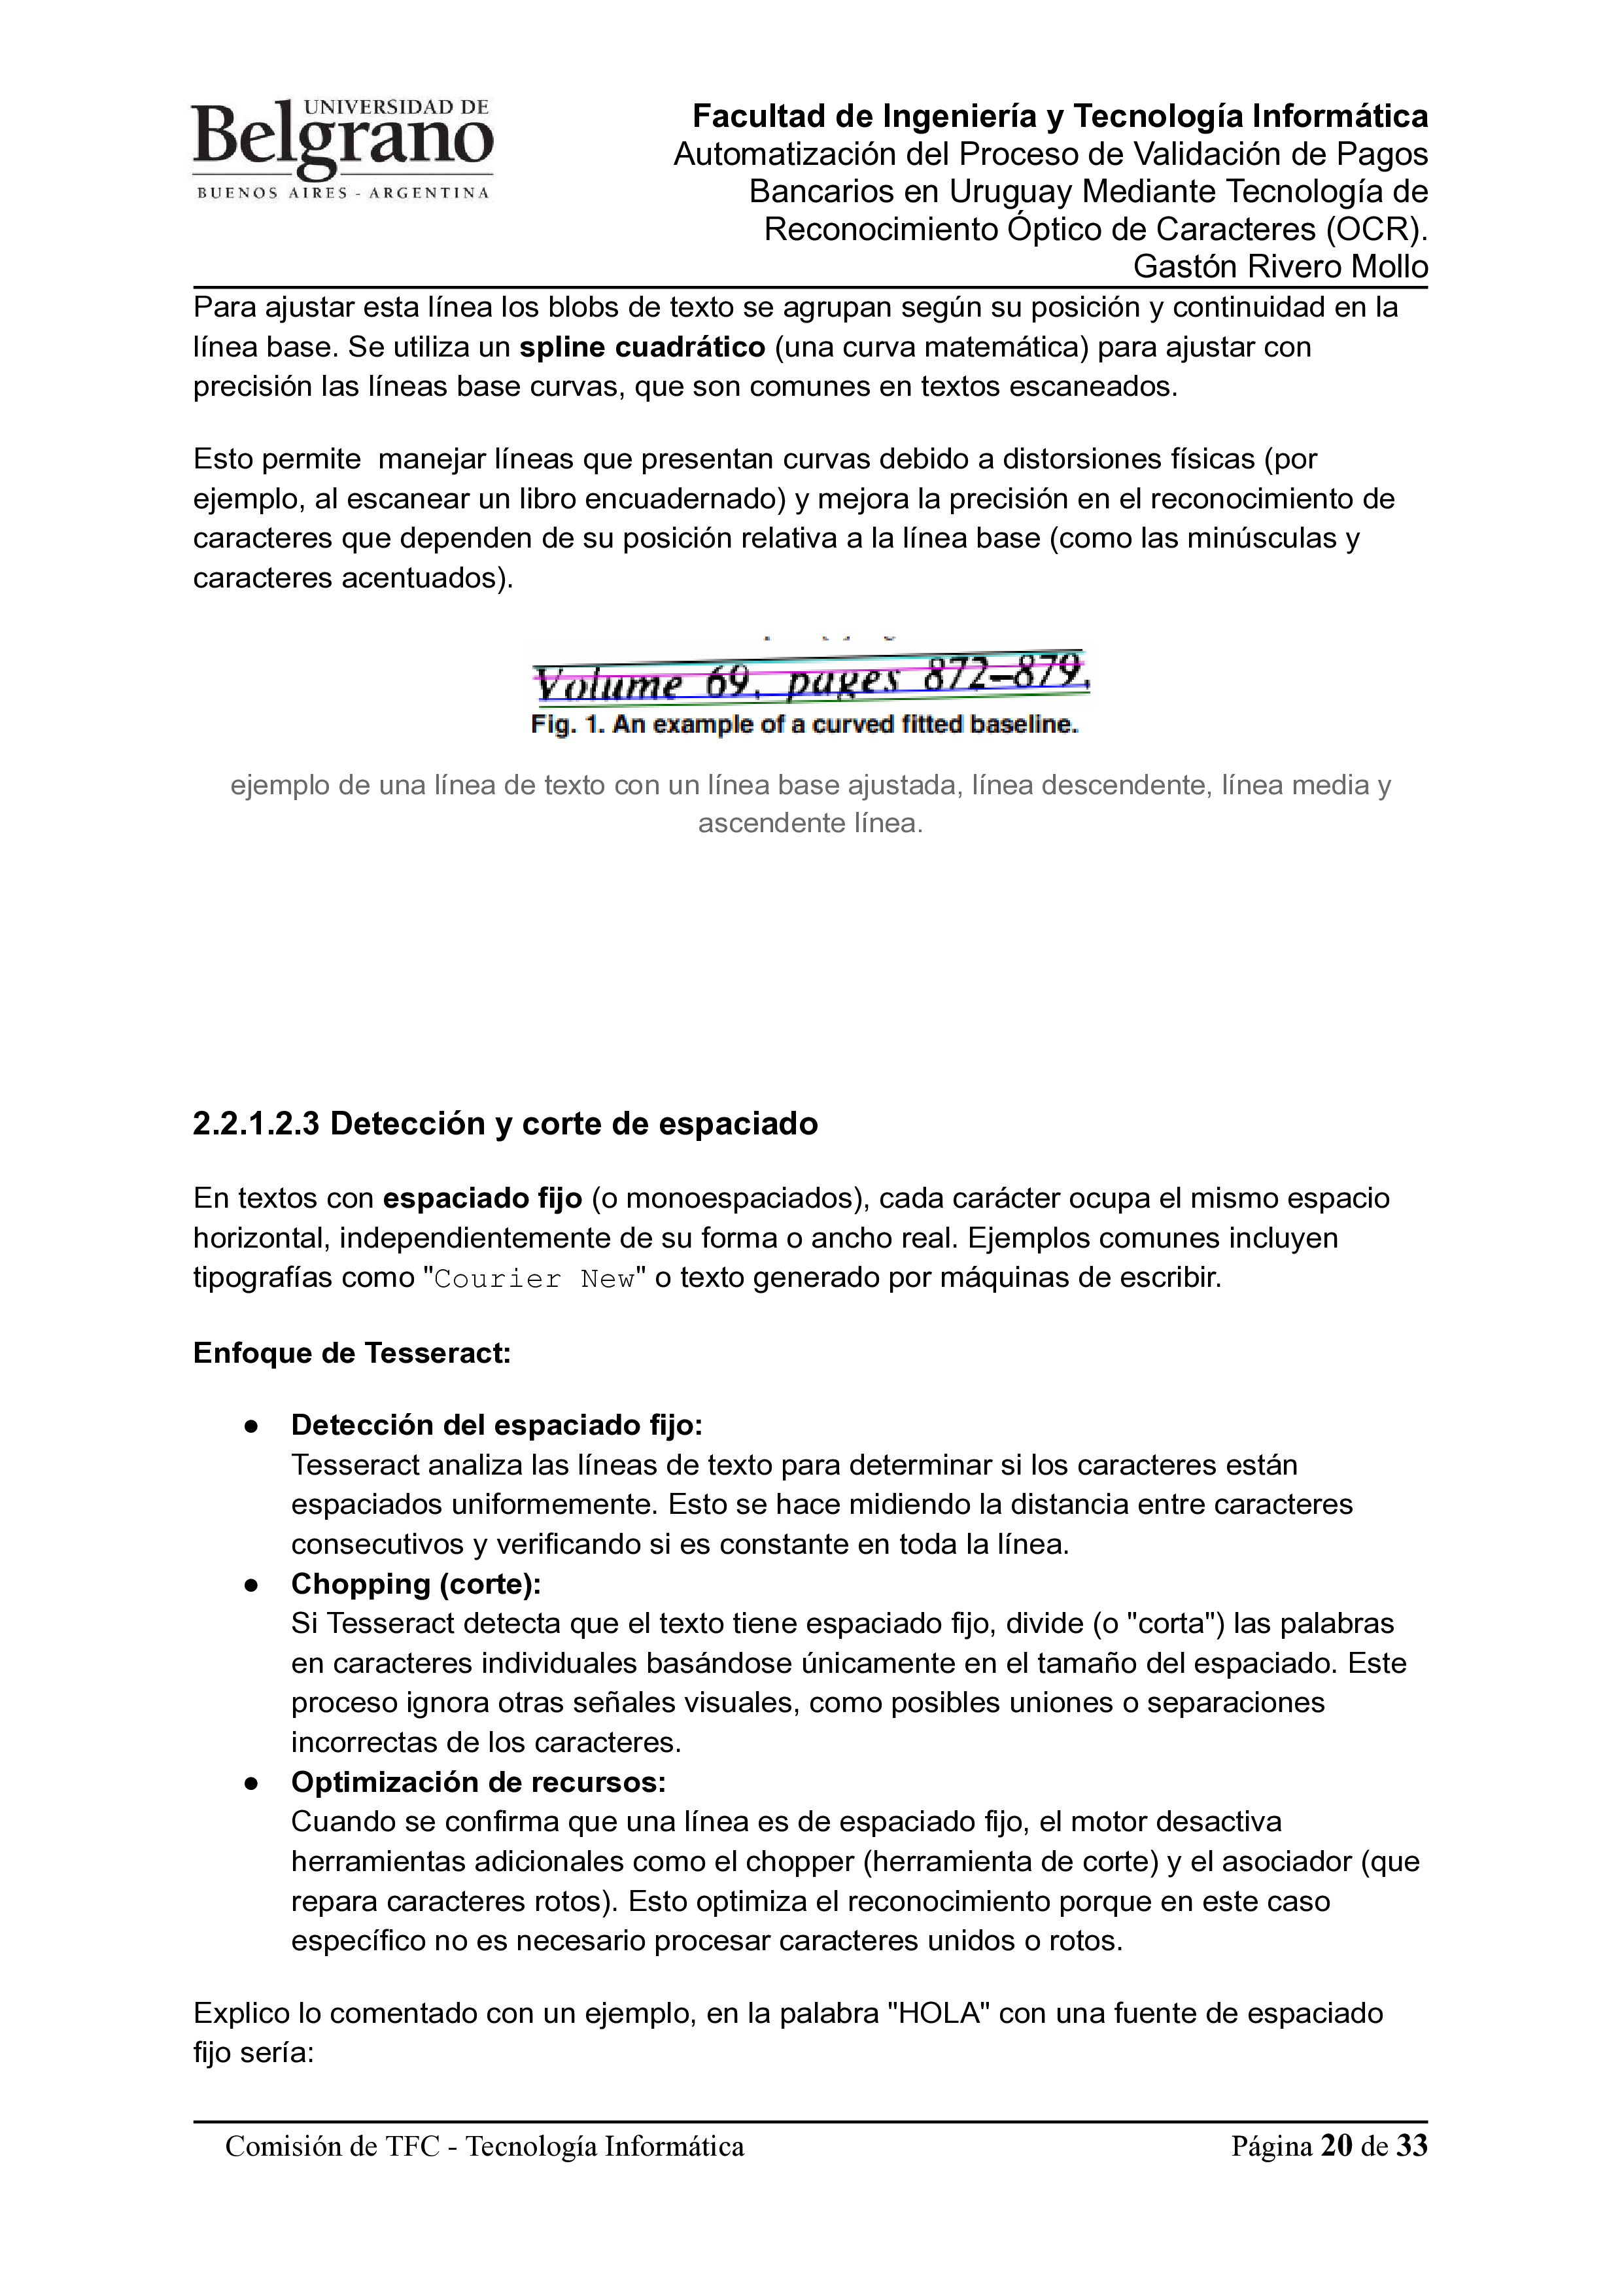 UNIVERSIDAD DE
Belgrano
BUENOS AIRES - ARGENTINA
Facultad de Ingeniería y Tecnología Informática
Automatización del Proceso de Validación de Pagos
Bancarios en Uruguay Mediante Tecnología de
Reconocimiento Óptico de Caracteres (OCR).
Gastón Rivero Mollo
Para ajustar esta línea los blobs de texto se agrupan según su posición y continuidad en la
línea base. Se utiliza un spline cuadrático (una curva matemática) para ajustar con
precisión las líneas base curvas, que son comunes en textos escaneados.
Esto permite  manejar líneas que presentan curvas debido a distorsiones físicas (por
ejemplo, al escanear un libro encuadernado) y mejora la precisión en el reconocimiento de
caracteres que dependen de su posición relativa a la línea base (como las minúsculas y
caracteres acentuados).
Volume 69, pages 872–879,
Fig. 1. An example of a curved fitted baseline.
ejemplo de una línea de texto con un línea base ajustada, línea descendente, línea media y
ascendente línea.
2.2.1.2.3 Detección y corte de espaciado
En textos con espaciado fijo (o monoespaciados), cada carácter ocupa el mismo espacio
horizontal, independientemente de su forma o ancho real. Ejemplos comunes incluyen
tipografías como "Courier New" o texto generado por máquinas de escribir.
Enfoque de Tesseract:
● Detección del espaciado fijo:
Tesseract analiza las líneas de texto para determinar si los caracteres están
espaciados uniformemente. Esto se hace midiendo la distancia entre caracteres
consecutivos y verificando si es constante en toda la línea.
● Chopping (corte):
Si Tesseract detecta que el texto tiene espaciado fijo, divide (o "corta") las palabras
en caracteres individuales basándose únicamente en el tamaño del espaciado. Este
proceso ignora otras señales visuales, como posibles uniones o separaciones
incorrectas de los caracteres.
● Optimización de recursos:
Cuando se confirma que una línea es de espaciado fijo, el motor desactiva
herramientas adicionales como el chopper (herramienta de corte) y el asociador (que
repara caracteres rotos). Esto optimiza el reconocimiento porque en este caso
específico no es necesario procesar caracteres unidos o rotos.
Explico lo comentado con un ejemplo, en la palabra "HOLA" con una fuente de espaciado
fijo sería:
Comisión de TFC - Tecnología Informática
Página 20 de 33